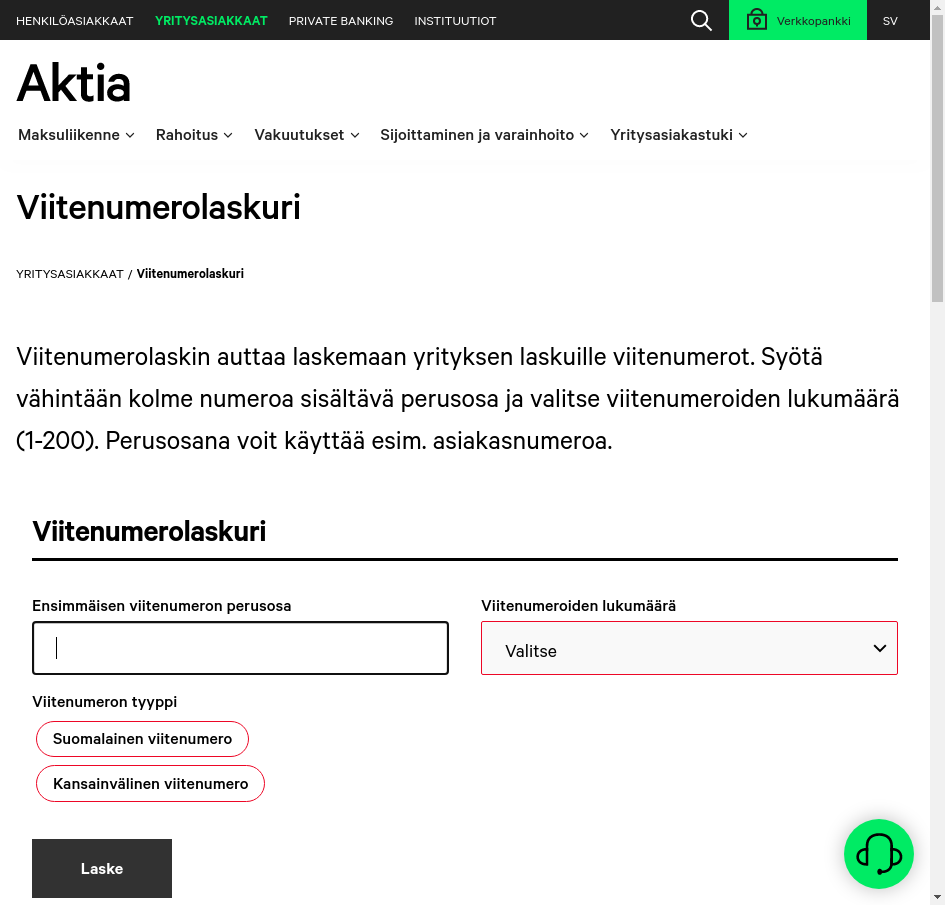 HENKILÖASIAKKAAT YRITYSASIAKKAAT PRIVATE BANKING INSTITUUTIOT Verkkopankki SV
Aktia
Maksuliikenne Rahoitus Vakuutukset Sijoittaminen ja varainhoito Yritysasiakastuki
Viitenumerolaskuri
YRITYSASIAKKAAT / Viitenumerolaskuri
Viitenumerolaskin auttaa laskemaan yrityksen laskuille viitenumerot. Syötä
vähintään kolme numeroa sisältävä perusosa ja valitse viitenumeroiden lukumäärä
(1-200). Perusosana voit käyttää esim. asiakasnumeroa.
Viitenumerolaskuri
Ensimmäisen viitenumeron perusosa Viitenumeroiden lukumäärä
Valitse
Viitenumeron tyyppi
Suomalainen viitenumero
Kansainvälinen viitenumero
Laske